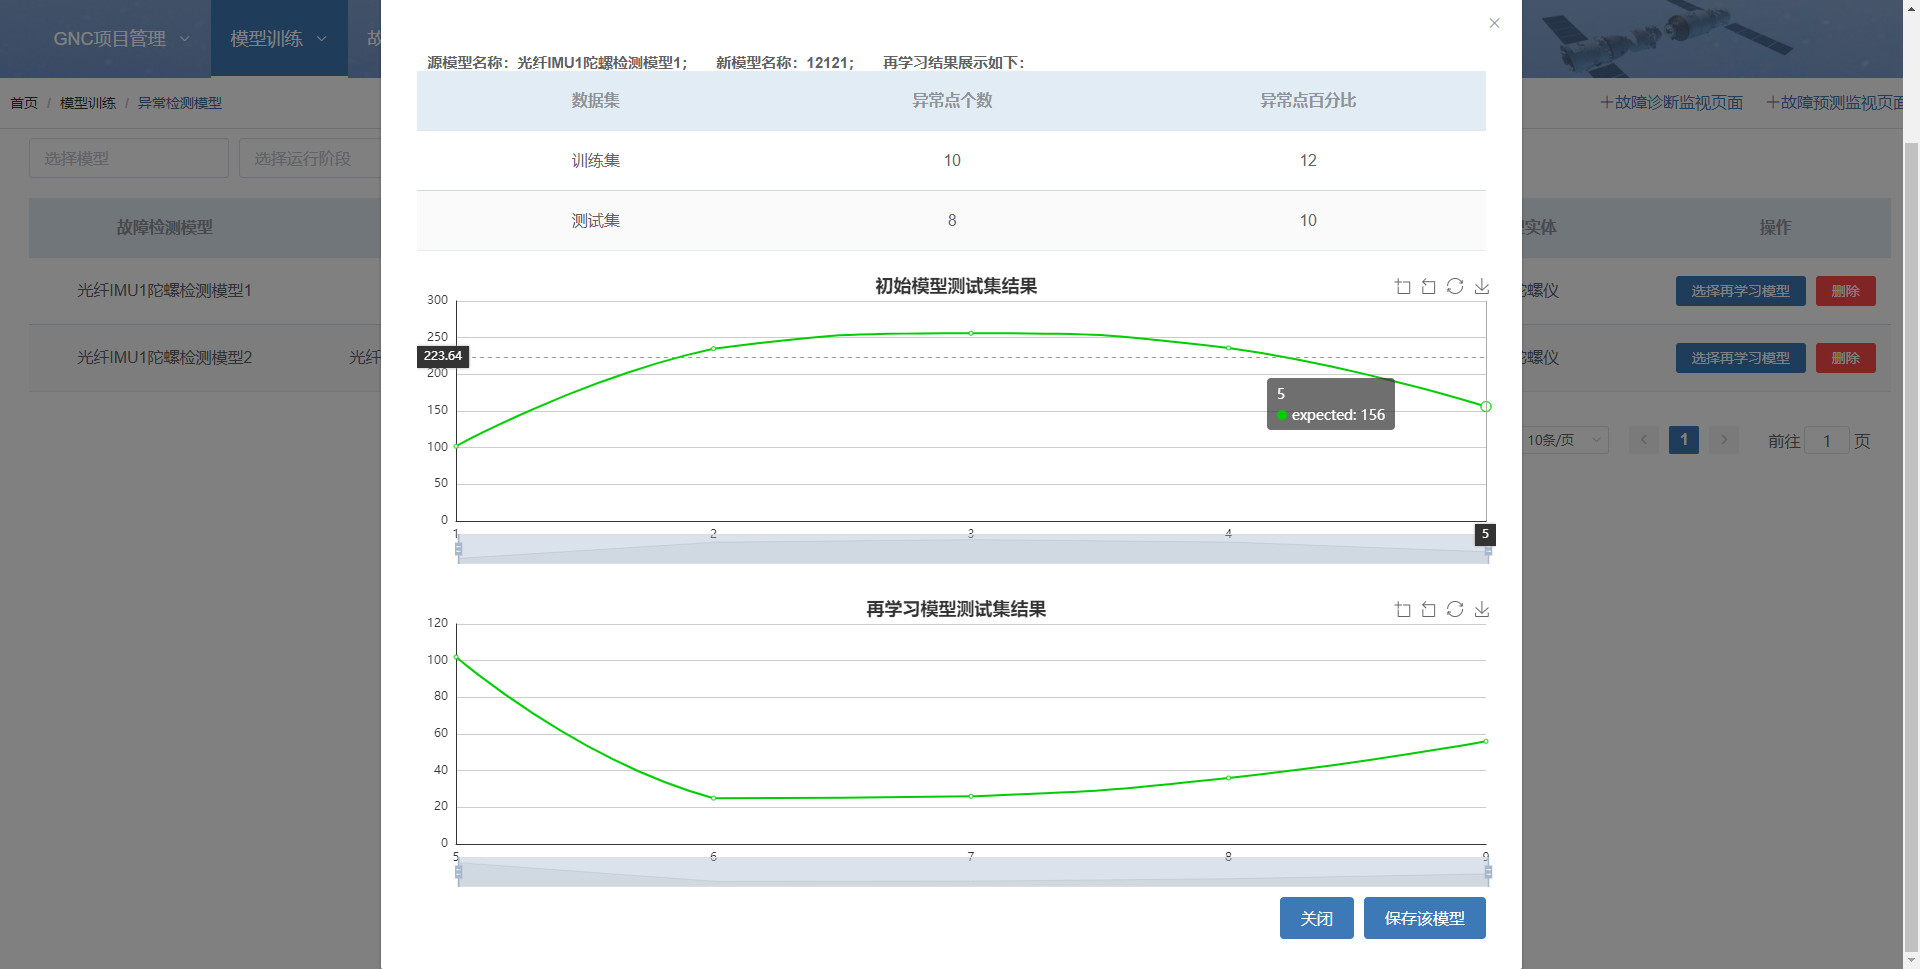 GNC项目管理
模型训练
故
首页 / 模型训练 / 异常检测模型
+故障诊断监视页面
+故障预测监视页面
选择模型
选择运行阶段
故障检测模型
实体
操作
光纤IMU1陀螺检测模型1
螺仪
选择再学习模型
删除
光纤IMU1陀螺检测模型2
光纤
螺仪
选择再学习模型
删除
10条/页
1
前往 1 页
源模型名称：光纤IMU1陀螺检测模型1； 新模型名称：12121； 再学习结果展示如下：
数据集 异常点个数 异常点百分比
训练集 10 12
测试集 8 10
初始模型测试集结果
300
250
223.64
200
150
100
50
0
5
expected: 156
1 2 3 4 5
再学习模型测试集结果
120
100
80
60
40
20
0
5 6 7 8 9
关闭
保存该模型